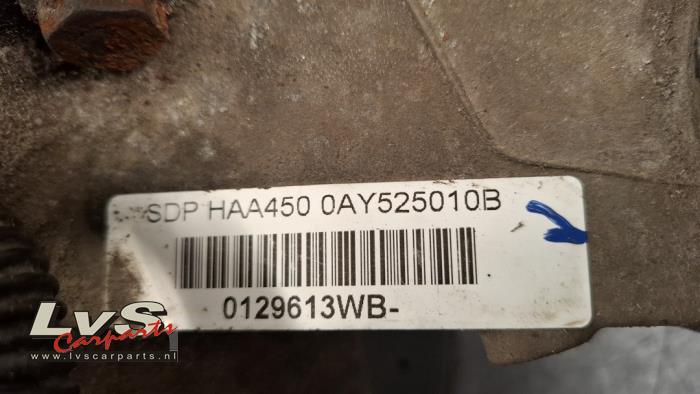 SDP HAA450 0AY525010B
0129613WB-
LvS
Carparts
www.lvscarparts.nl